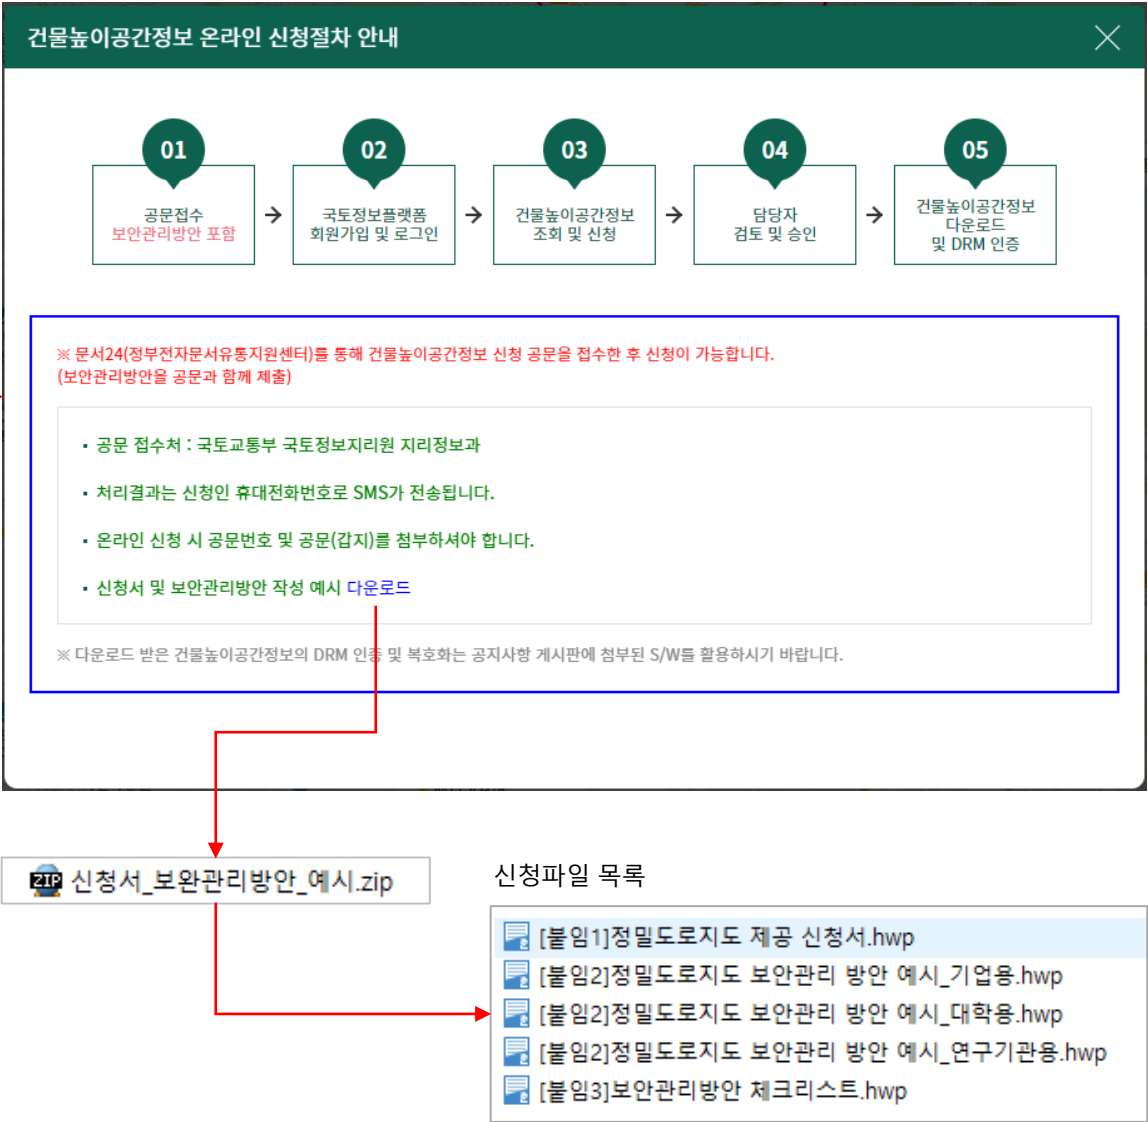 건물높이공간정보 온라인 신청절차 안내
01
공문접수
보안관리방안 포함
02
국토정보플랫폼
회원가입 및 로그인
03
건물높이공간정보
조회 및 신청
04
담당자
검토 및 승인
05
건물높이공간정보
다운로드
및 DRM 인증
※ 문서24(정부전자문서유통지원센터)를 통해 건물높이공간정보 신청 공문을 접수한 후 신청이 가능합니다.
(보안관리방안을 공문과 함께 제출)
• 공문 접수처 : 국토교통부 국토정보지리원 지리정보과
• 처리결과는 신청인 휴대전화번호로 SMS가 전송됩니다.
• 온라인 신청 시 공문번호 및 공문(갑지)를 첨부하셔야 합니다.
• 신청서 및 보안관리방안 작성 예시 다운로드
※ 다운로드 받은 건물높이공간정보의 DRM 인증 및 복호화는 공지사항 게시판에 첨부된 S/W를 활용하시기 바랍니다.
ZIP 신청서_보완관리방안_예시.zip
신청파일 목록
[붙임1]정밀도로지도 제공 신청서.hwp
[붙임2]정밀도로지도 보안관리 방안 예시_기업용.hwp
[붙임2]정밀도로지도 보안관리 방안 예시_대학용.hwp
[붙임2]정밀도로지도 보안관리 방안 예시_연구기관용.hwp
[붙임3]보안관리방안 체크리스트.hwp